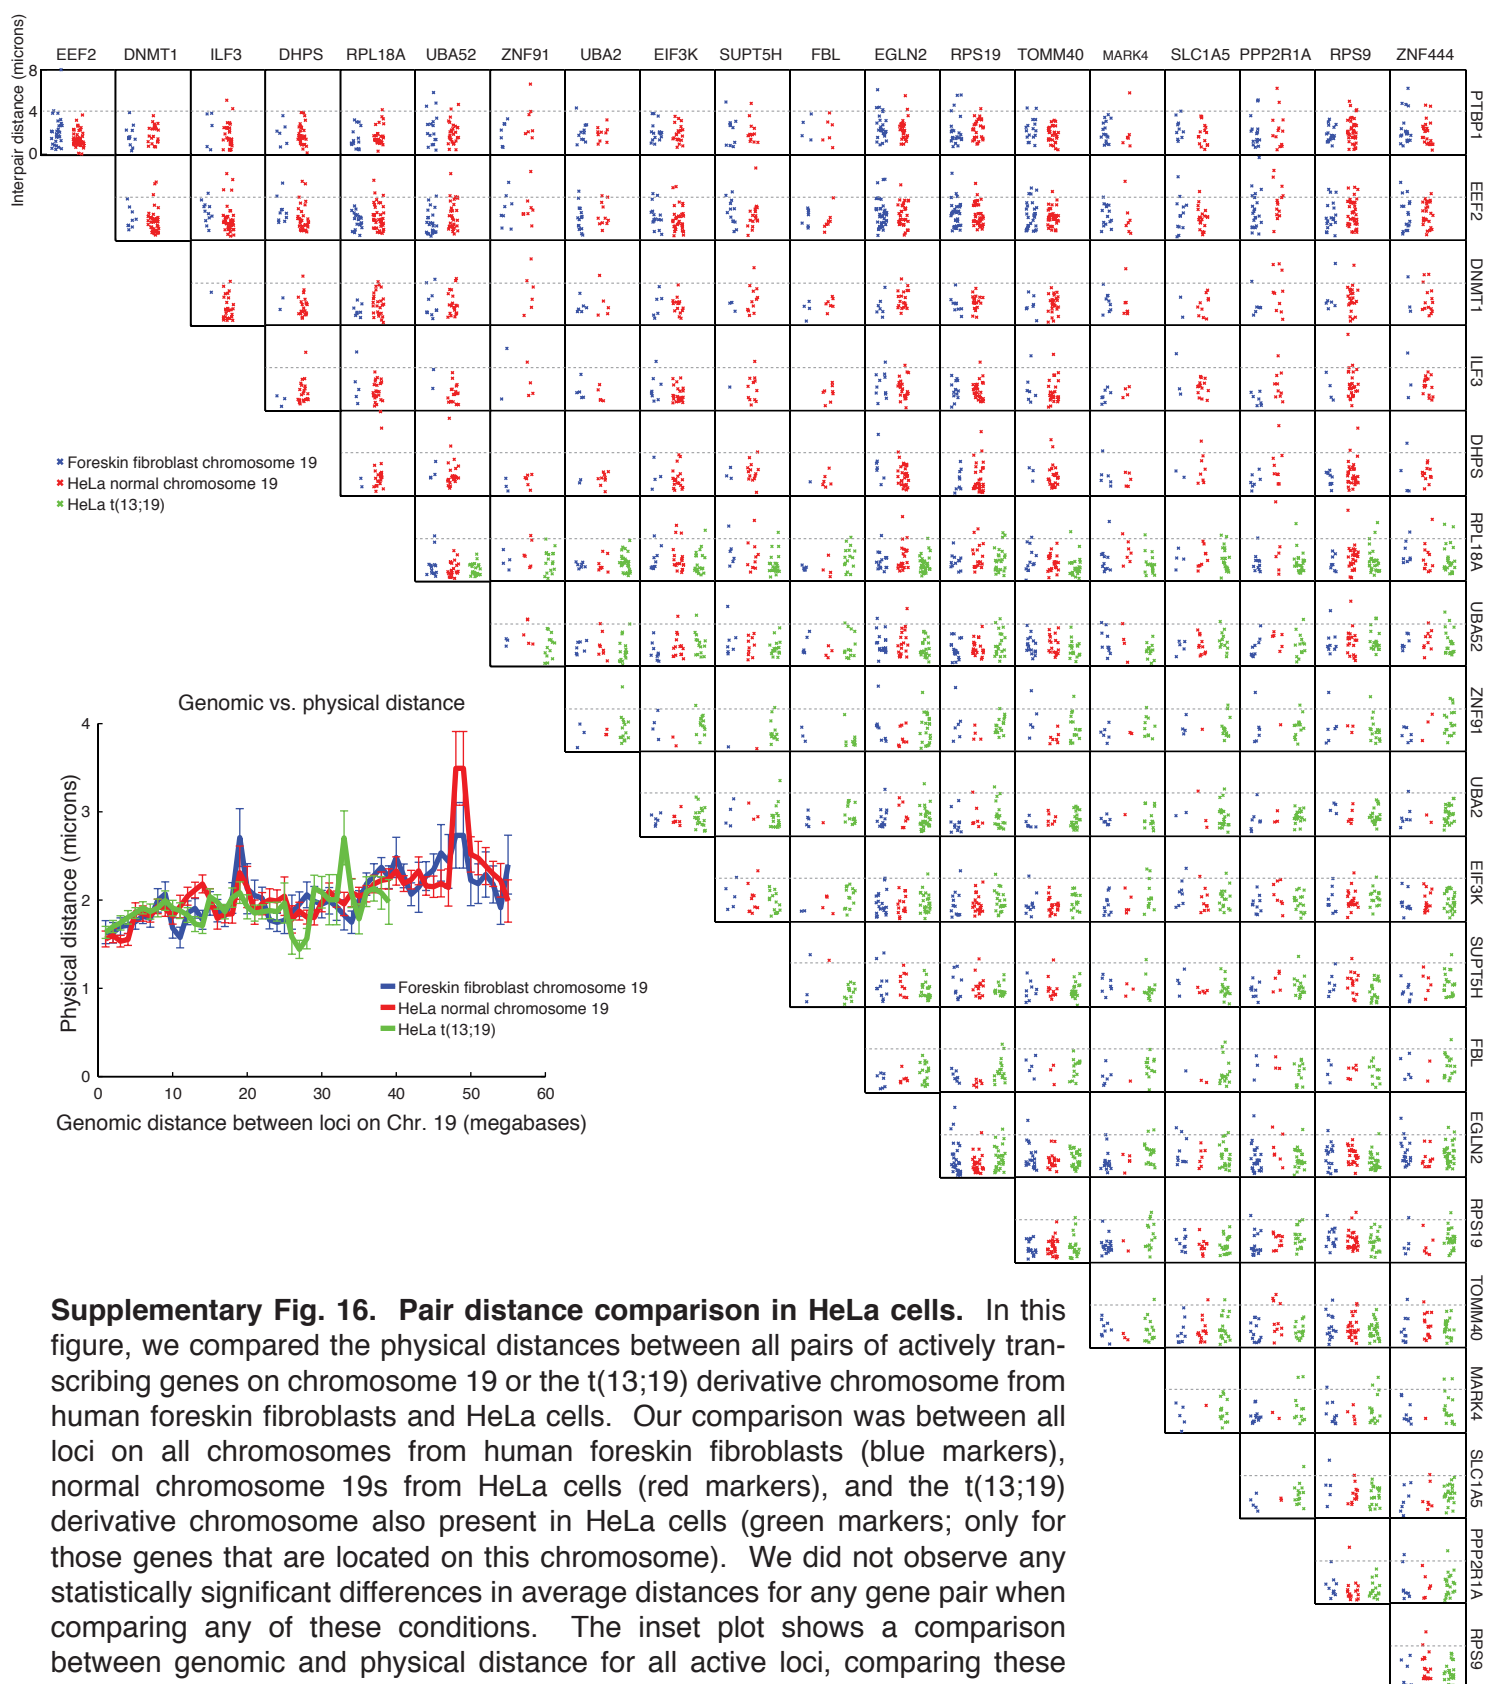 EEF2 DNMT1 ILF3 DHPS RPL18A UBA52 ZNF91 UBA2 EIF3K SUPT5H FBL EGLN2 RPS19 TOMM40 MARK4 SLC1A5 PPP2R1A RPS9 ZNF444
Interpair distance (microns)
8
4
0
PTBP1
EEF2
DNMT1
ILF3
DHPS
RPL18A
UBA52
ZNF91
UBA2
EIF3K
SUPT5H
FBL
EGLN2
RPS19
TOMM40
MARK4
SLC1A5
PPP2R1A
RPS9
Foreskin fibroblast chromosome 19
HeLa normal chromosome 19
HeLa t(13;19)
Genomic vs. physical distance
Physical distance (microns)
4
3
2
1
0
0 10 20 30 40 50 60
Genomic distance between loci on Chr. 19 (megabases)
Foreskin fibroblast chromosome 19
HeLa normal chromosome 19
HeLa t(13;19)
Supplementary Fig. 16. Pair distance comparison in HeLa cells. In this
figure, we compared the physical distances between all pairs of actively tran-
scribing genes on chromosome 19 or the t(13;19) derivative chromosome from
human foreskin fibroblasts and HeLa cells. Our comparison was between all
loci on all chromosomes from human foreskin fibroblasts (blue markers),
normal chromosome 19s from HeLa cells (red markers), and the t(13;19)
derivative chromosome also present in HeLa cells (green markers; only for
those genes that are located on this chromosome). We did not observe any
statistically significant differences in average distances for any gene pair when
comparing any of these conditions. The inset plot shows a comparison
between genomic and physical distance for all active loci, comparing these